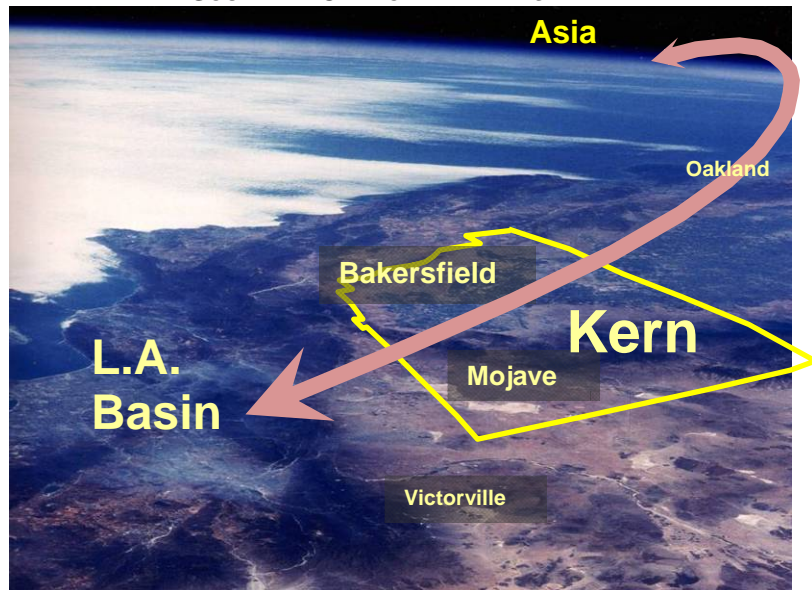 Asia
Oakland
Bakersfield
Kern
L.A.
Basin
Mojave
Victorville